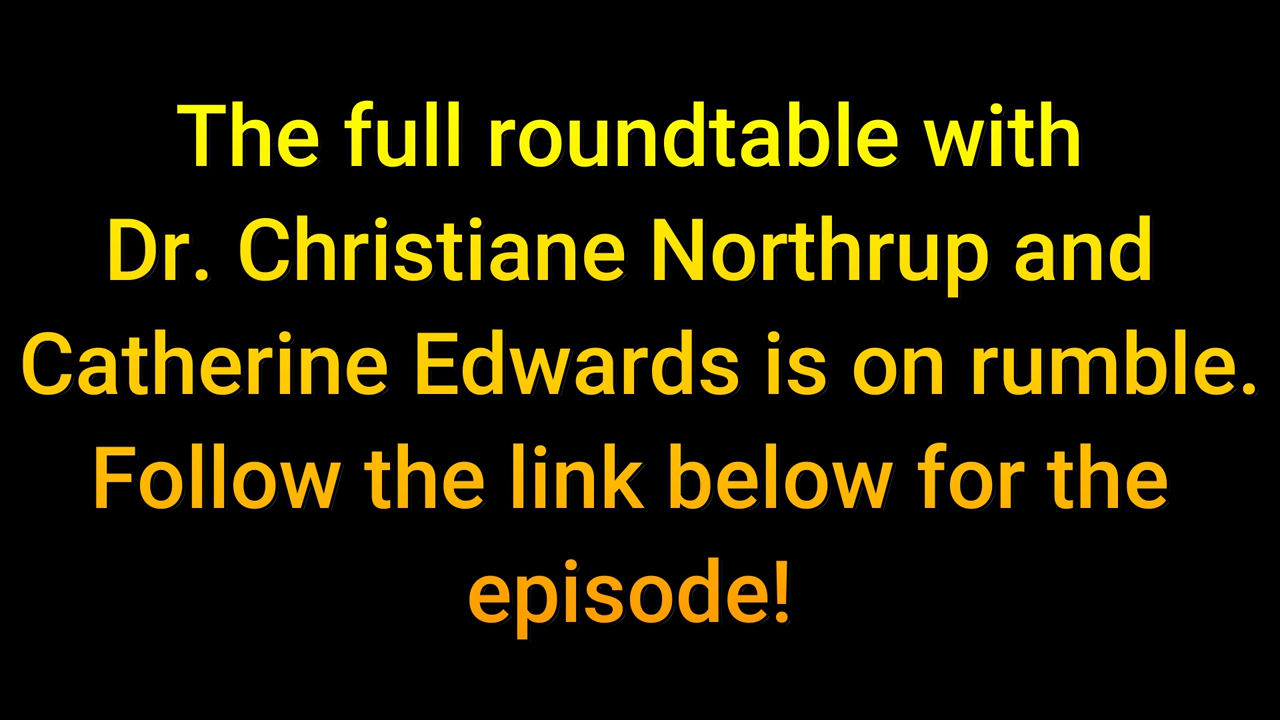 The full roundtable with
Dr. Christiane Northrup and
Catherine Edwards is on rumble.
Follow the link below for the
episode!